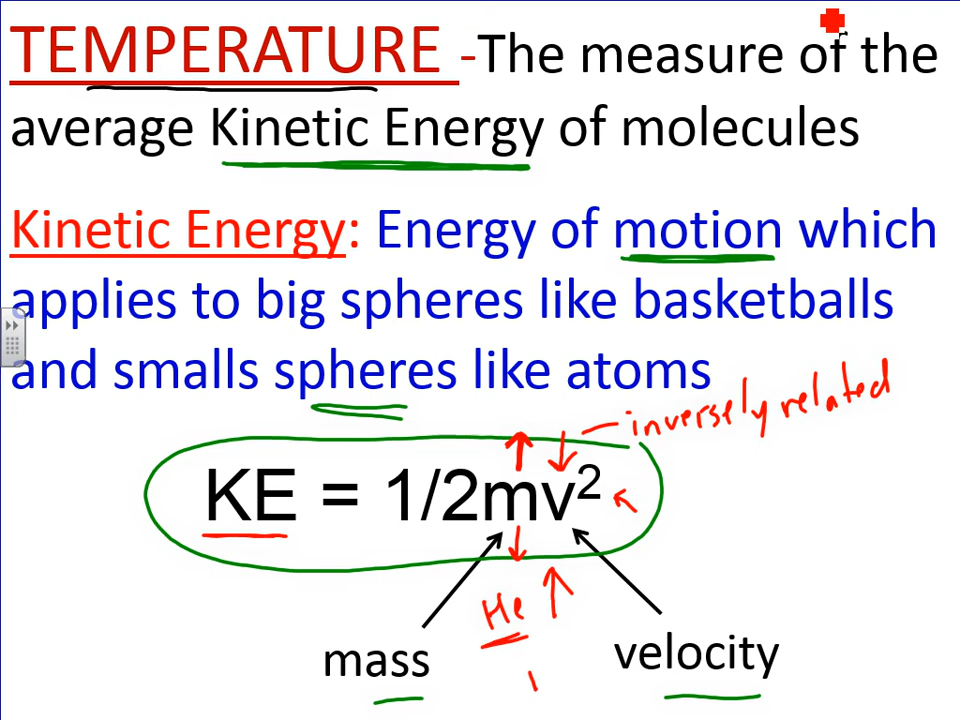 TEMPERATURE -The measure of the
average Kinetic Energy of molecules
Kinetic Energy: Energy of motion which
applies to big spheres like basketballs
and smalls spheres like atoms
inversely related
KE = 1/2mv²
He
mass
velocity